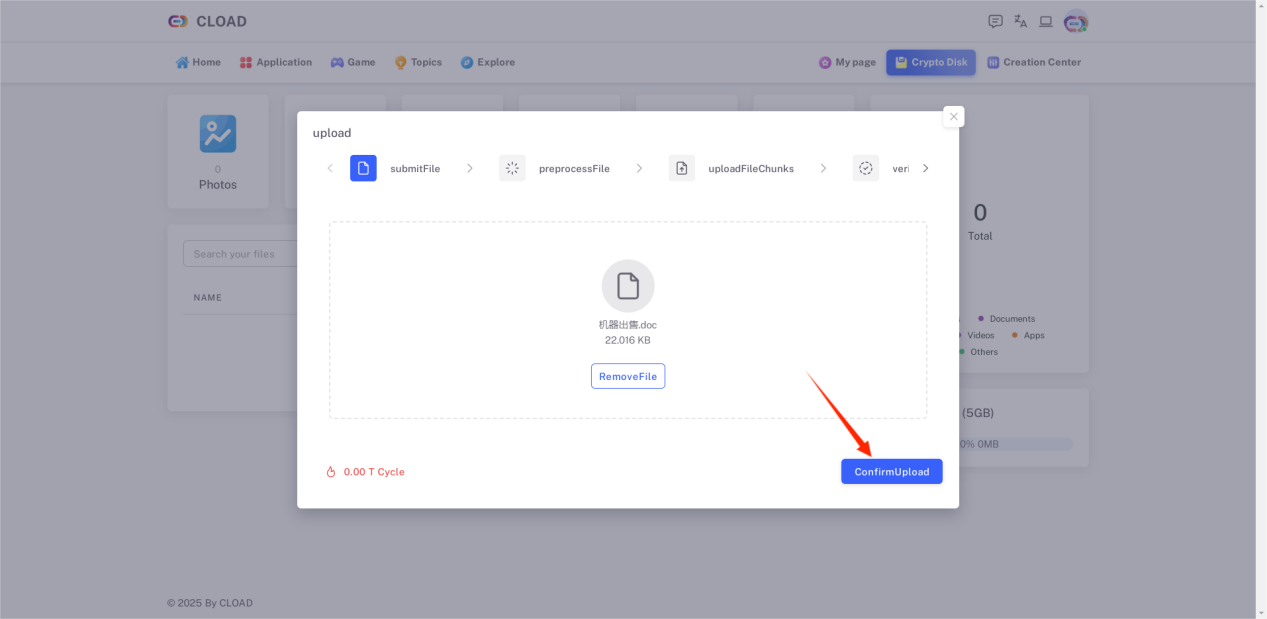 CLOAD
Home
Application
Game
Topics
Explore
My page
Crypto Disk
Creation Center
0
Photos
Search your files
NAME
upload
submitFile
preprocessFile
uploadFileChunks
veri
机器出售.doc
22.016 KB
RemoveFile
0.00 T Cycle
ConfirmUpload
0
Total
Documents
Videos
Apps
Others
(5GB)
0% 0MB
© 2025 By CLOAD